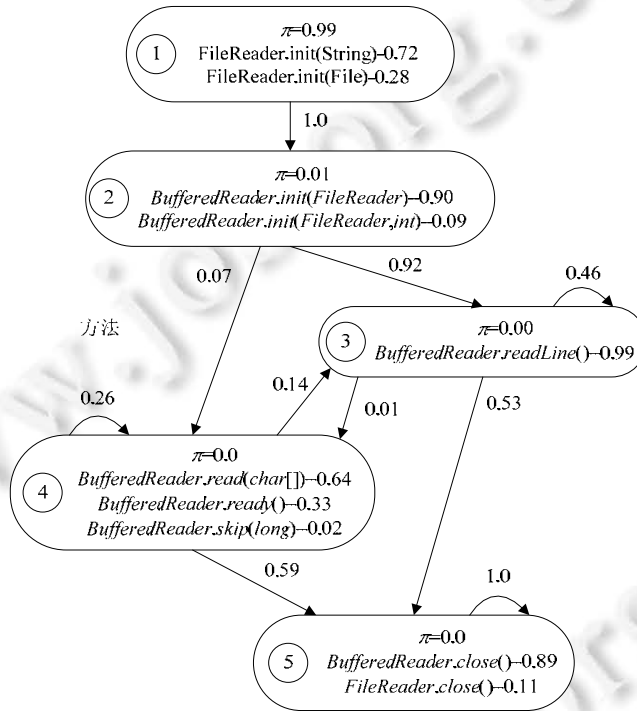 π=0.99
1
FileReader.init(String)-0.72
FileReader.init(File)-0.28
1.0
π=0.01
2
BufferedReader.init(FileReader)-0.90
BufferedReader.init(FileReader,int)-0.09
0.07
0.92
0.46
方法
π=0.00
3
BufferedReader.readLine()-0.99
0.26
0.14
0.01
0.53
π=0.0
BufferedReader.read(char[])-0.64
4
BufferedReader.ready()-0.33
BufferedReader.skip(long)-0.02
0.59
1.0
π=0.0
5
BufferedReader.close()-0.89
FileReader.close()-0.11